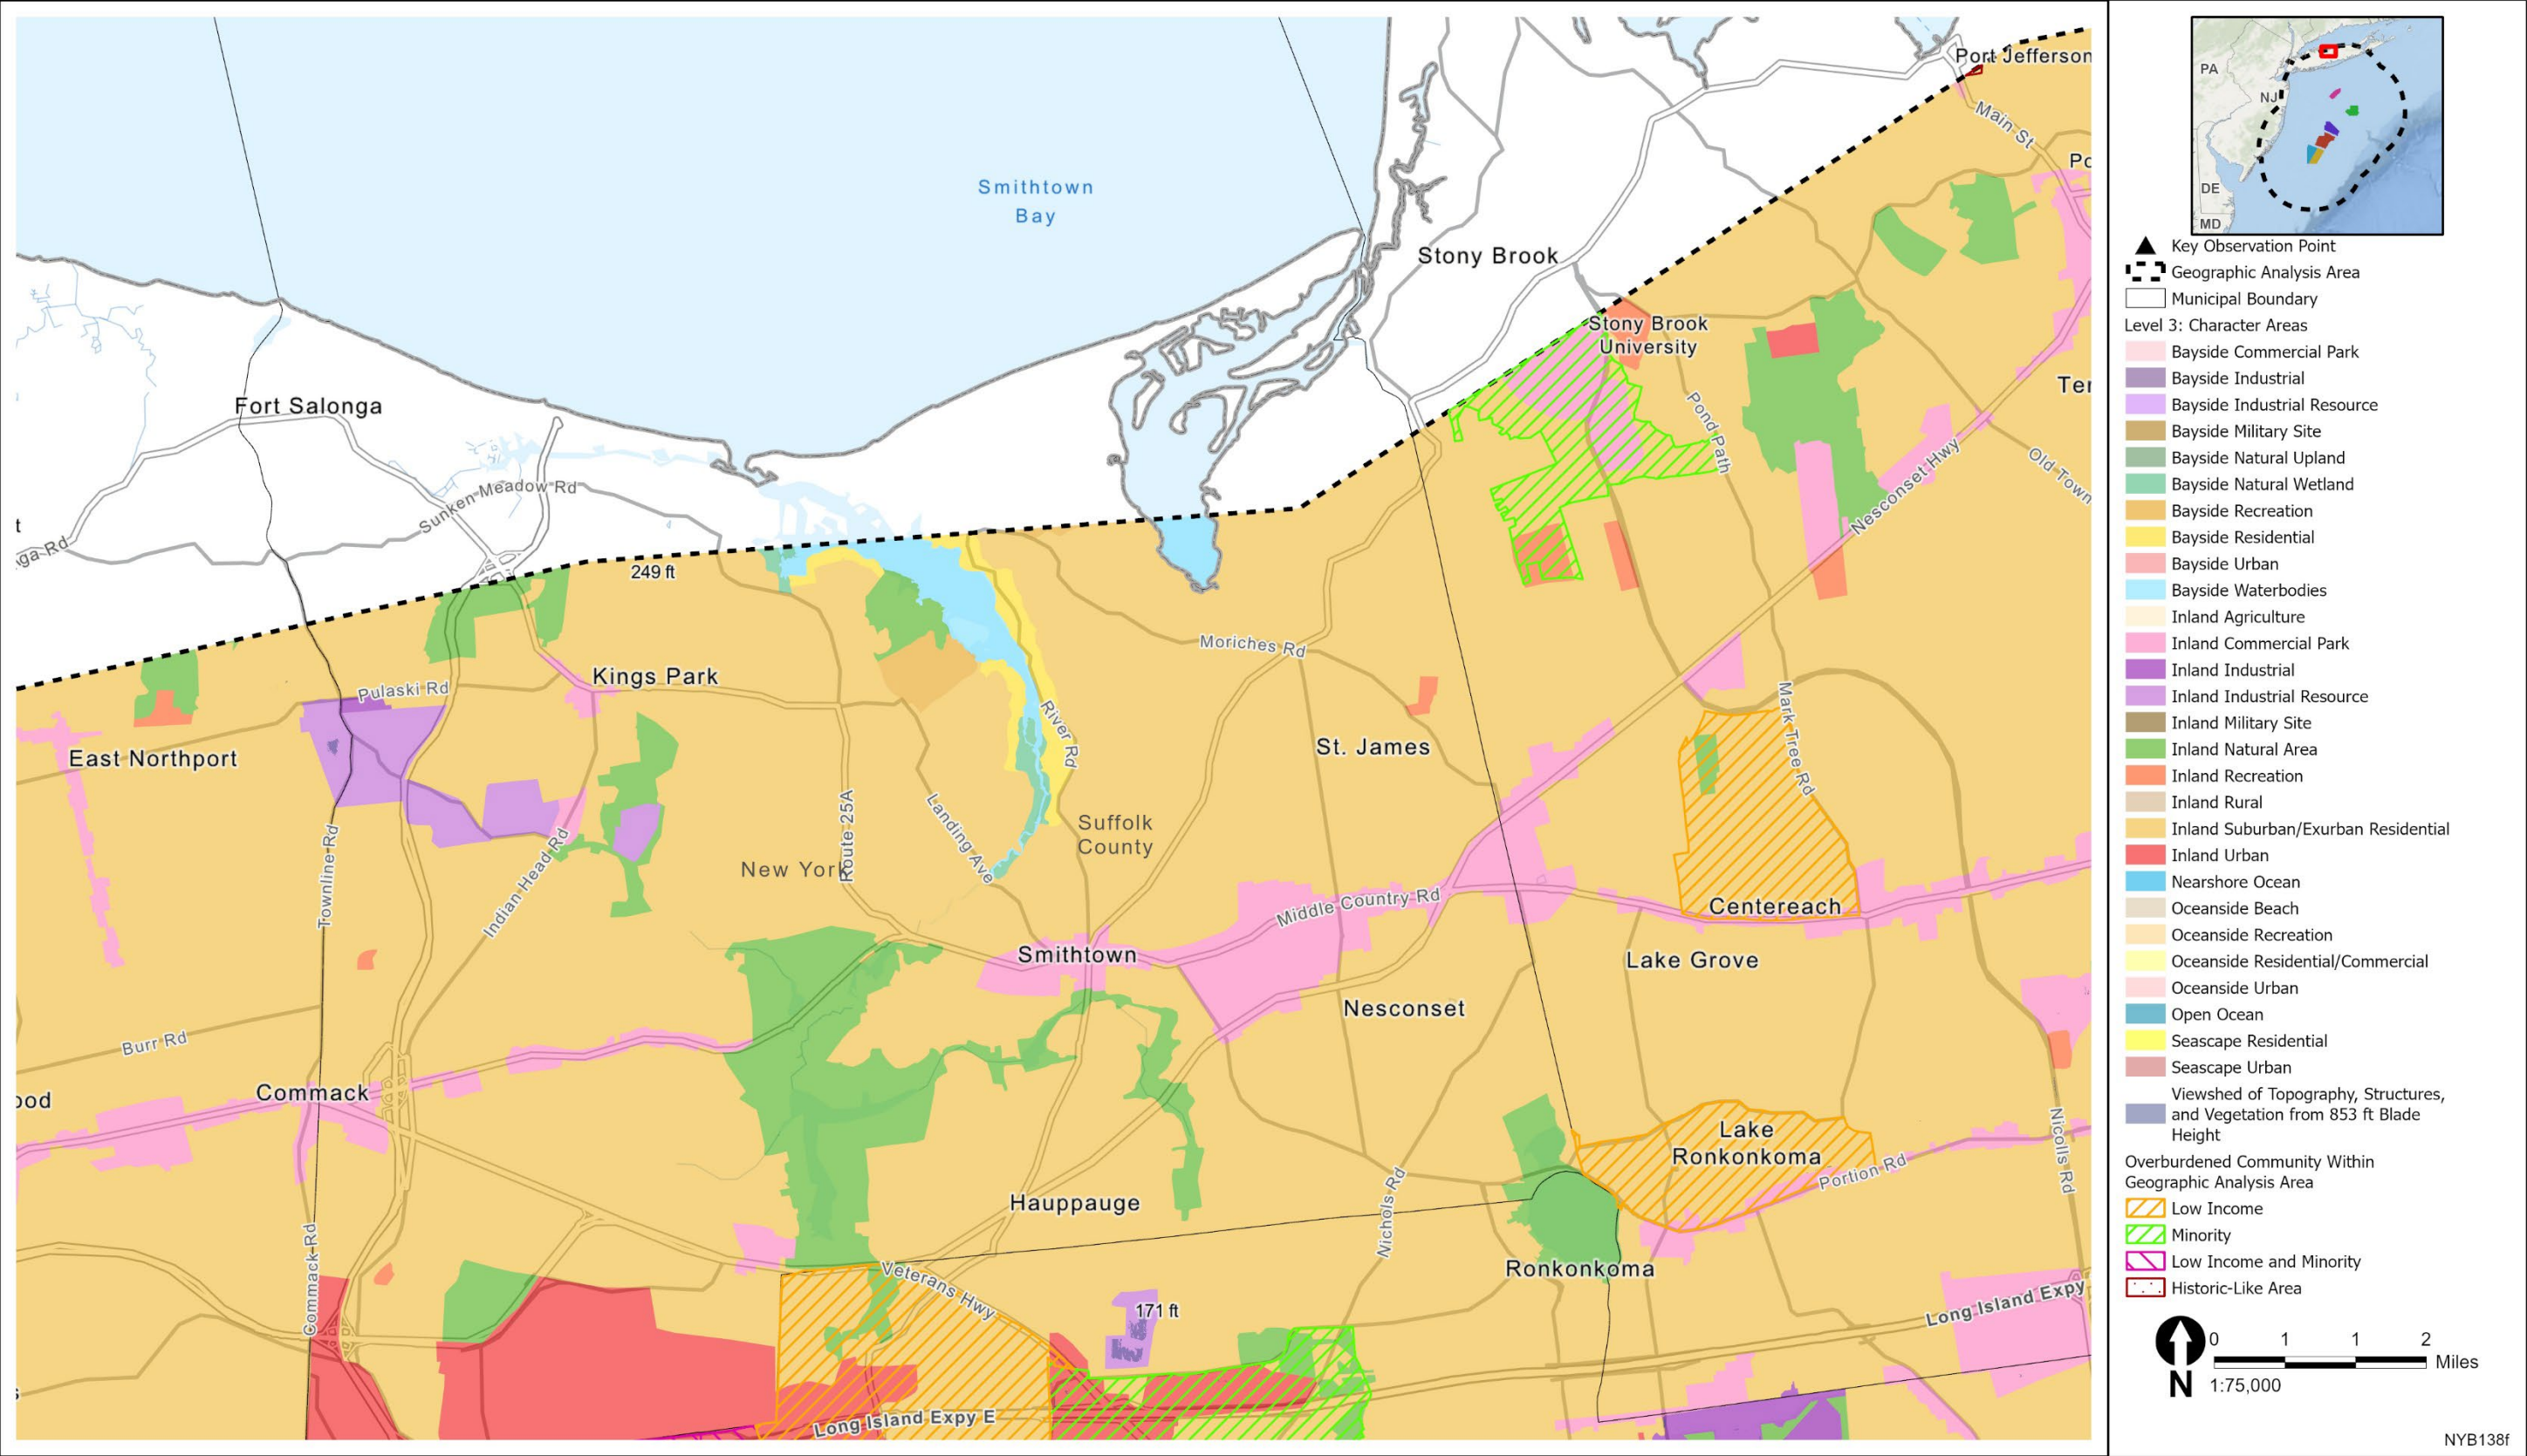 Port Jefferson
Main St
Smithtown
Bay
Stony Brook
Stony Brook
University
Fort Salonga
Pond Path
Old Town
Nesconset Hwy
Sunken Meadow Rd
249 ft
Moriches Rd
Kings Park
Pulaski Rd
River Rd
Mark Tree Rd
East Northport
St. James
Suffolk
County
New York
Route 25A
Landing Ave
Townline Rd
Indian Head Rd
Middle Country Rd
Centereach
Smithtown
Lake Grove
Nesconset
Burr Rd
Commack
Lake
Ronkonkoma
Portion Rd
Nicolls Rd
Hauppauge
Nichols Rd
Commack Rd
Ronkonkoma
Veterans Hwy
171 ft
Long Island Expy
Long Island Expy E
PA
NJ
DE
MD
Key Observation Point
Geographic Analysis Area
Municipal Boundary
Level 3: Character Areas
Bayside Commercial Park
Bayside Industrial
Bayside Industrial Resource
Bayside Military Site
Bayside Natural Upland
Bayside Natural Wetland
Bayside Recreation
Bayside Residential
Bayside Urban
Bayside Waterbodies
Inland Agriculture
Inland Commercial Park
Inland Industrial
Inland Industrial Resource
Inland Military Site
Inland Natural Area
Inland Recreation
Inland Rural
Inland Suburban/Exurban Residential
Inland Urban
Nearshore Ocean
Oceanside Beach
Oceanside Recreation
Oceanside Residential/Commercial
Oceanside Urban
Open Ocean
Seascape Residential
Seascape Urban
Viewshed of Topography, Structures,
and Vegetation from 853 ft Blade
Height
Overburdened Community Within
Geographic Analysis Area
Low Income
Minority
Low Income and Minority
Historic-Like Area
0 1 1 2
Miles
N
1:75,000
NYB138f